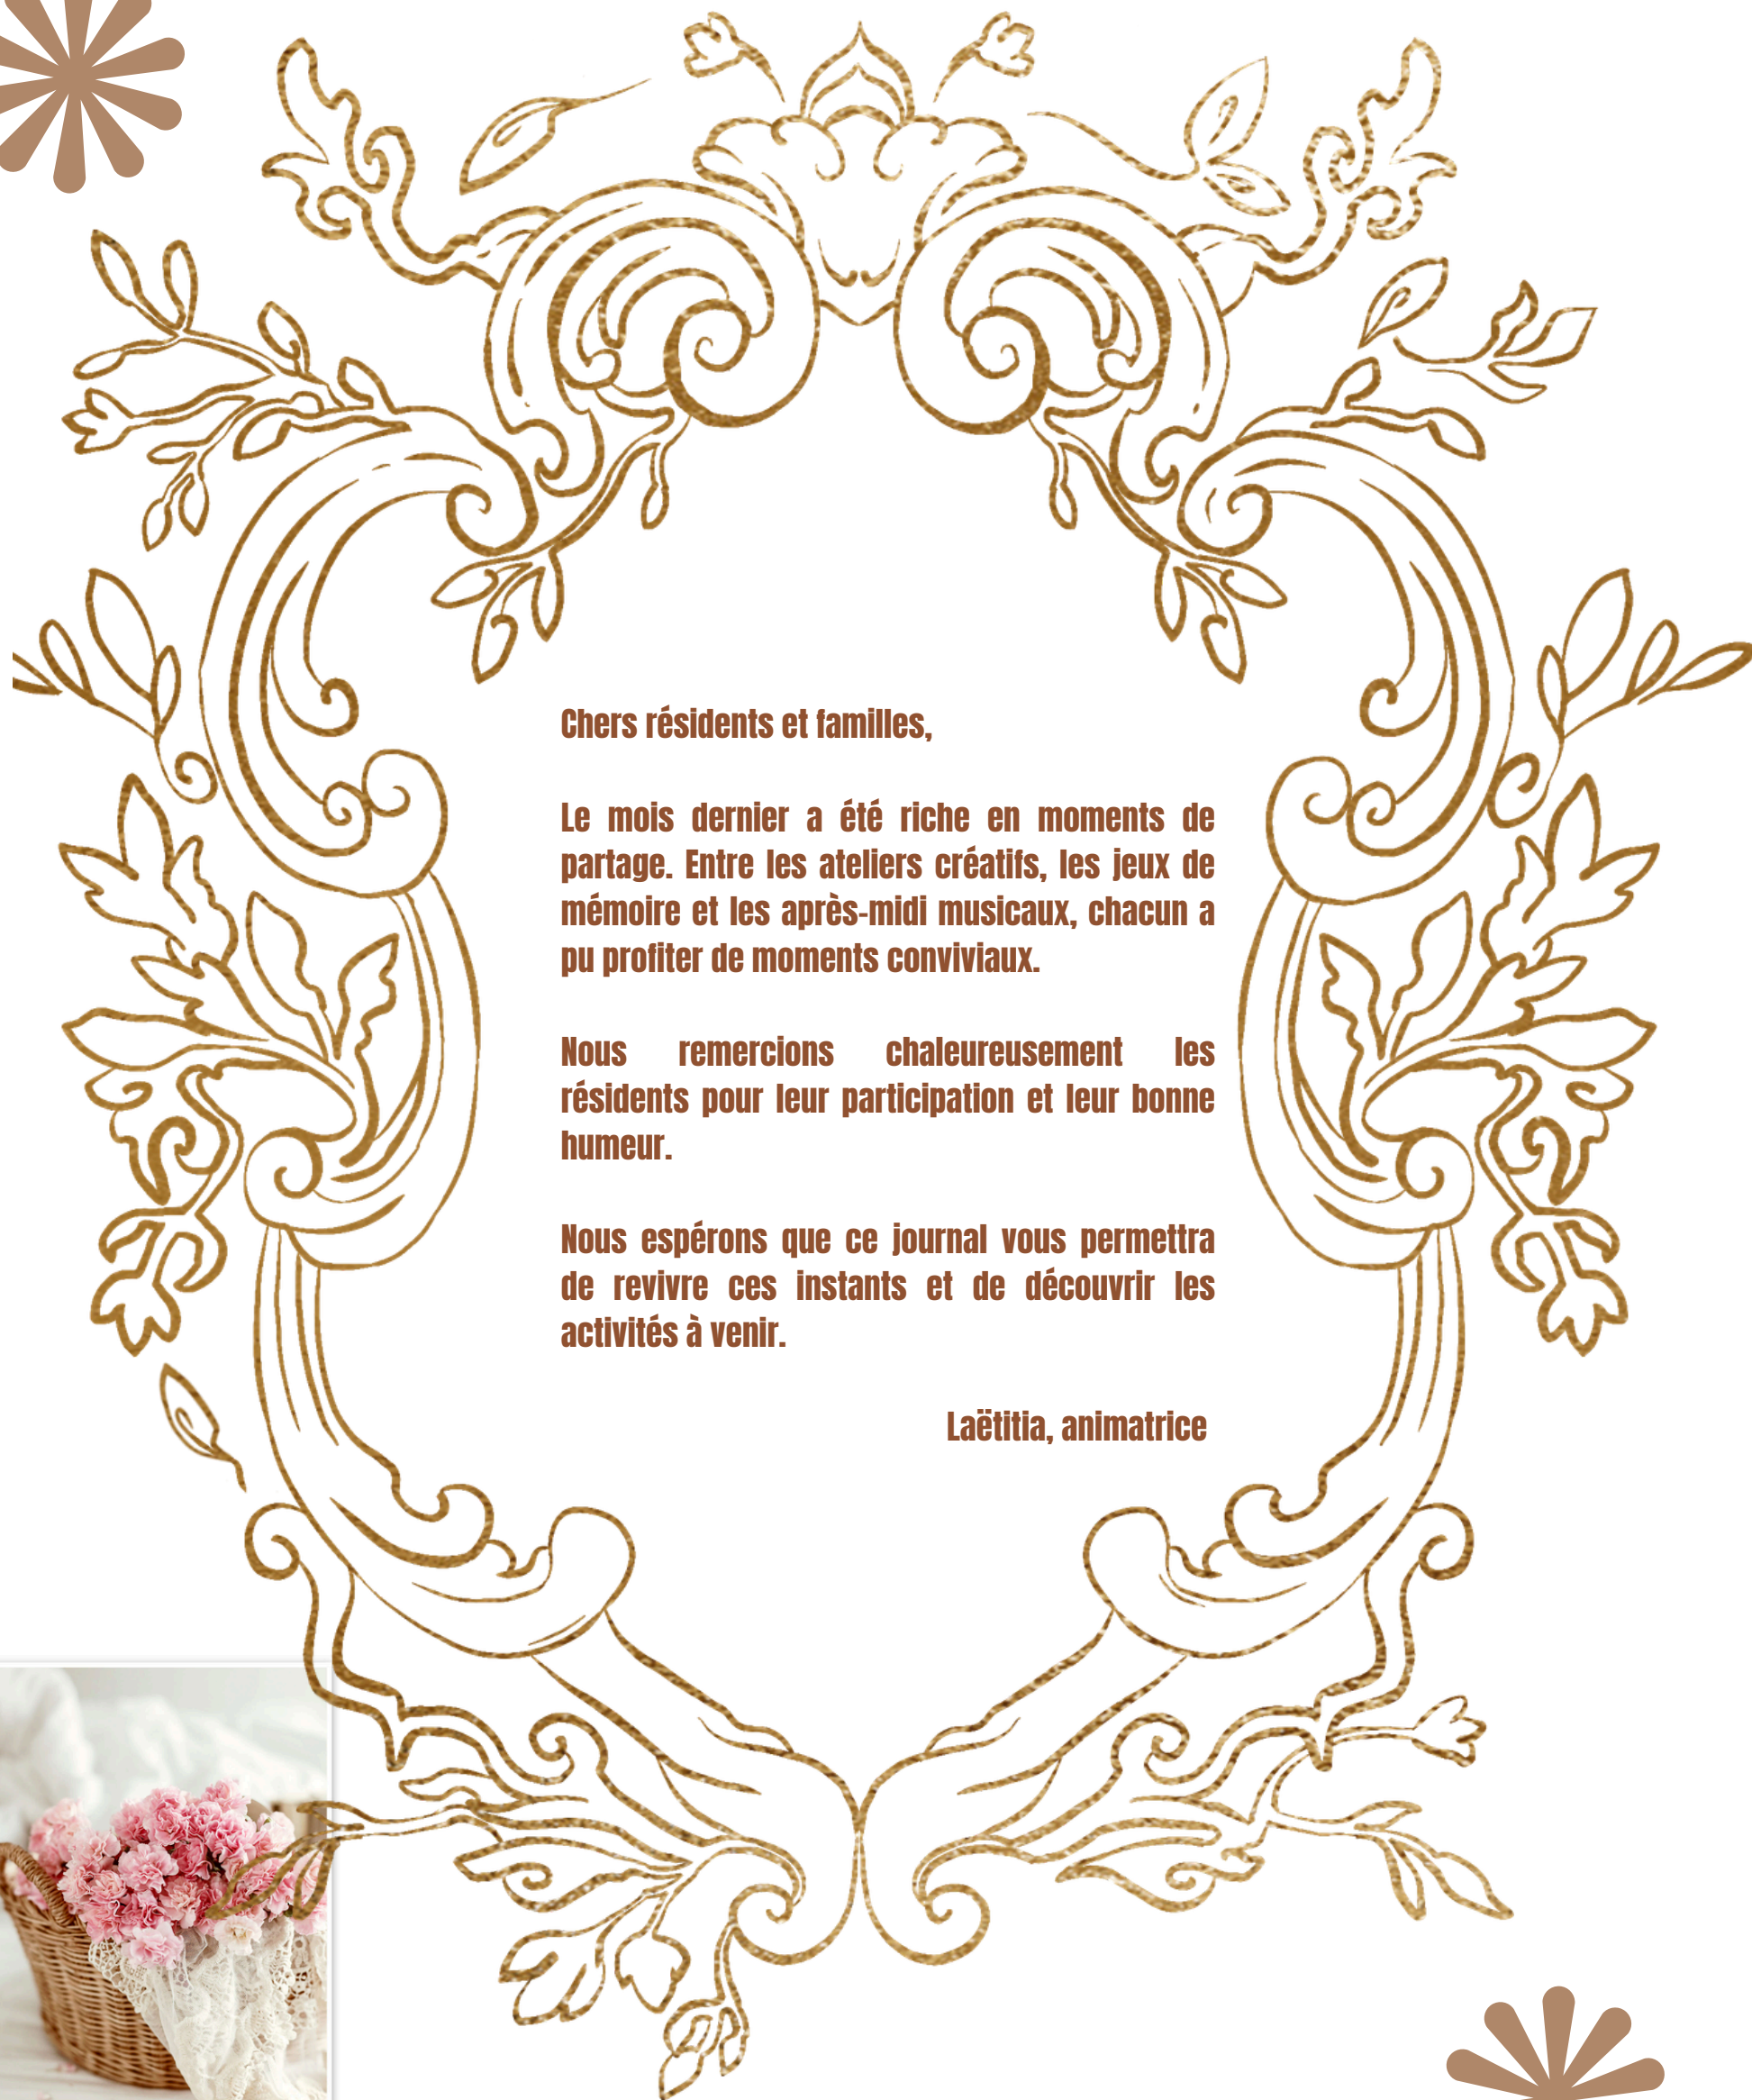 Chers résidents et familles,
Le mois dernier a été riche en moments de
partage. Entre les ateliers créatifs, les jeux de
mémoire et les après-midi musicaux, chacun a
pu profiter de moments conviviaux.
Nous remercions chaleureusement les
résidents pour leur participation et leur bonne
humeur.
Nous espérons que ce journal vous permettra
de revivre ces instants et de découvrir les
activités à venir.
Laëtitia, animatrice